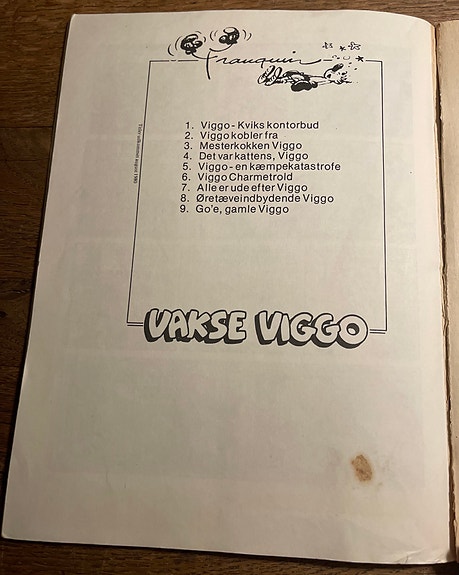 Franquin
1. Viggo - Kviks kontorbud
2. Viggo kobler fra
3. Mesterkokken Viggo
4. Det var kattens, Viggo
5. Viggo - en kæmpekatastrofe
6. Viggo Charmetrold
7. Alle er ude efter Viggo
8. Øretæveindbydende Viggo
9. Go'e, gamle Viggo
VAKSE VIGGO